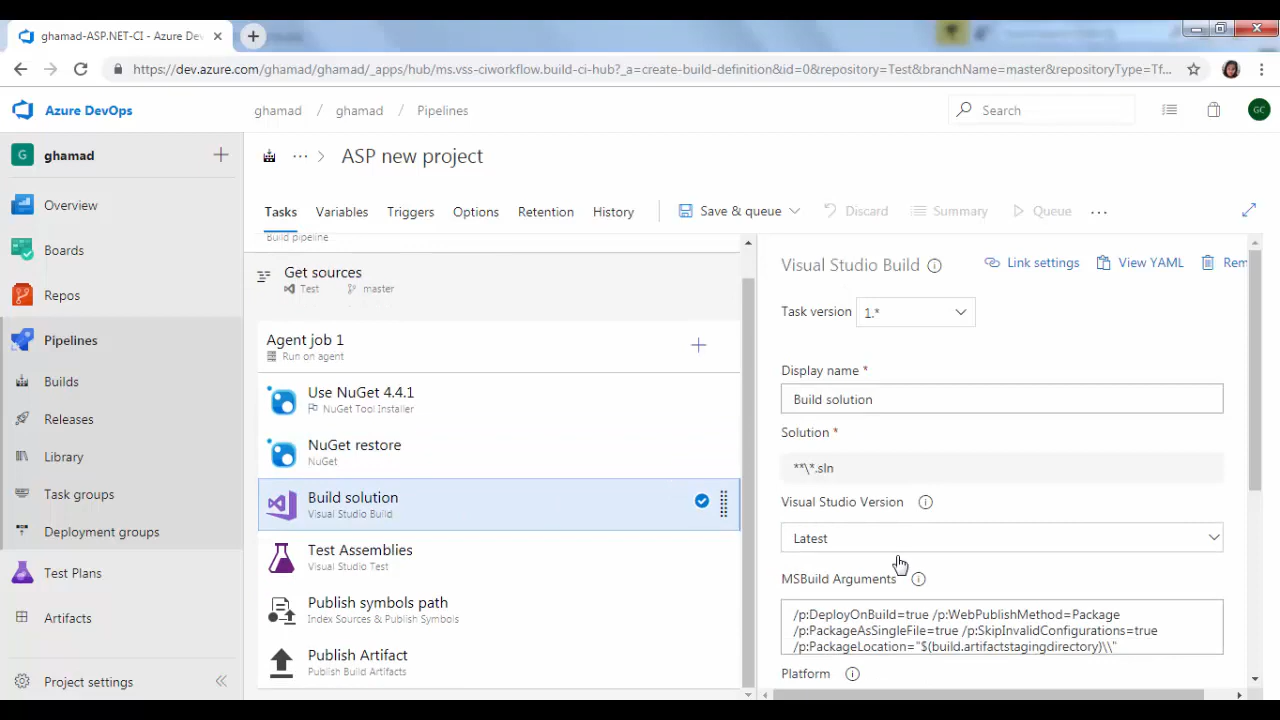 ghamad-ASP.NET-CI - Azure Dev
https://dev.azure.com/ghamad/ghamad/_apps/hub/ms.vss-ciworkflow.build-ci-hub?_a=create-build-definition&id=0&repository=Test&branchName=master&repositoryType=Tf...
Azure DevOps
ghamad / ghamad / Pipelines
Search
GC
G ghamad
Overview
Boards
Repos
Pipelines
Builds
Releases
Library
Task groups
Deployment groups
Test Plans
Artifacts
Project settings
··· > ASP new project
Tasks Variables Triggers Options Retention History
Save & queue Discard Summary Queue ...
Build pipeline
Get sources
Test master
Agent job 1
Run on agent
Use NuGet 4.4.1
NuGet Tool Installer
NuGet restore
NuGet
Build solution
Visual Studio Build
Test Assemblies
Visual Studio Test
Publish symbols path
Index Sources & Publish Symbols
Publish Artifact
Publish Build Artifacts
Visual Studio Build
Link settings View YAML Rem
Task version 1.*
Display name *
Build solution
Solution *
**\*.sln
Visual Studio Version
Latest
MSBuild Arguments
/p:DeployOnBuild=true /p:WebPublishMethod=Package
/p:PackageAsSingleFile=true /p:SkipInvalidConfigurations=true
/p:PackageLocation="$(build.artifactstagingdirectory)\\"
Platform